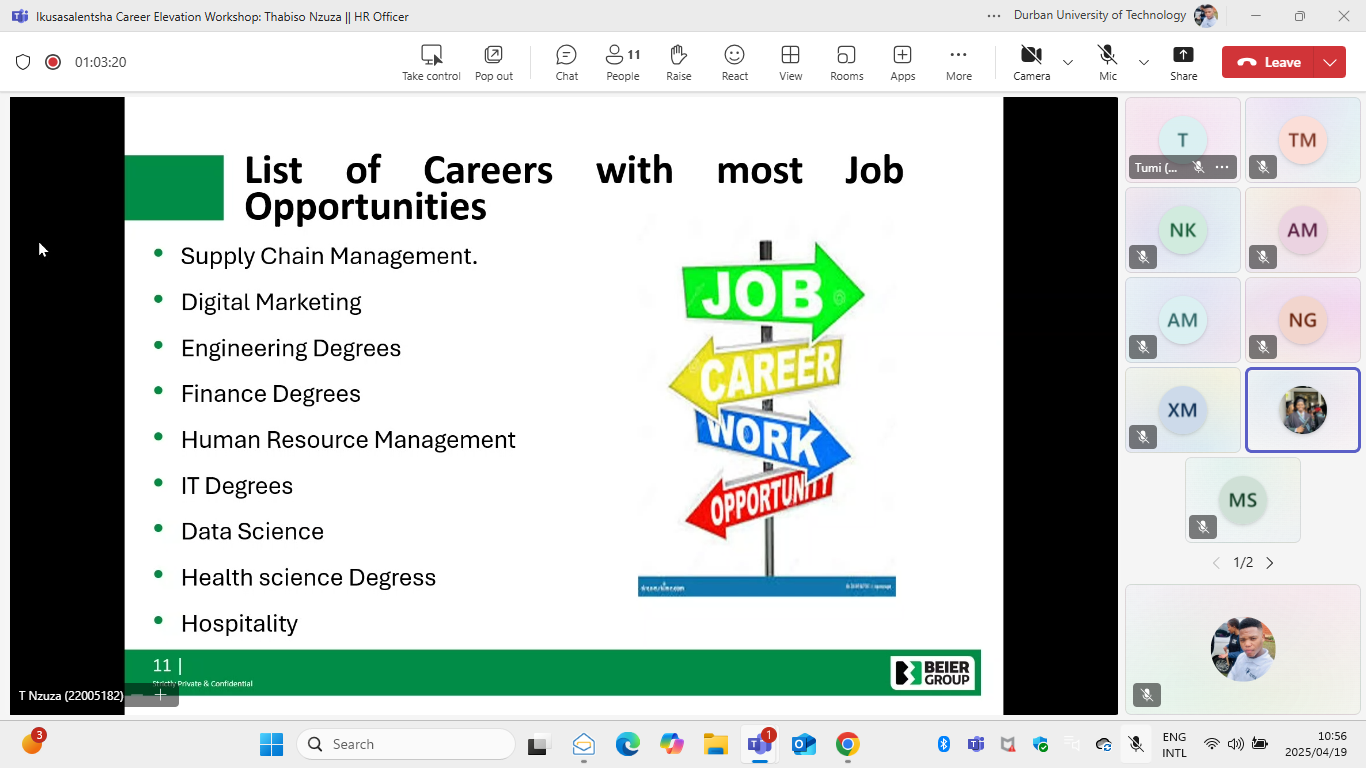 Ikusasalentsha Career Elevation Workshop: Thabiso Nzuza || HR Officer
Durban University of Technology
01:03:20
Take control
Pop out
Chat
11
People
Raise
React
View
Rooms
Apps
More
Camera
Mic
Share
Leave
List of Careers with most Job
Opportunities
Supply Chain Management.
Digital Marketing
Engineering Degrees
Finance Degrees
Human Resource Management
IT Degrees
Data Science
Health science Degress
Hospitality
JOB
CAREER
WORK
OPPORTUNITY
11 |
Strictly Private & Confidential
BEIER
GROUP
T Nzuza (22005182)
T
Tumi (...
TM
NK
AM
AM
NG
XM
MS
1/2
3
Search
1
ENG
INTL
10:56
2025/04/19